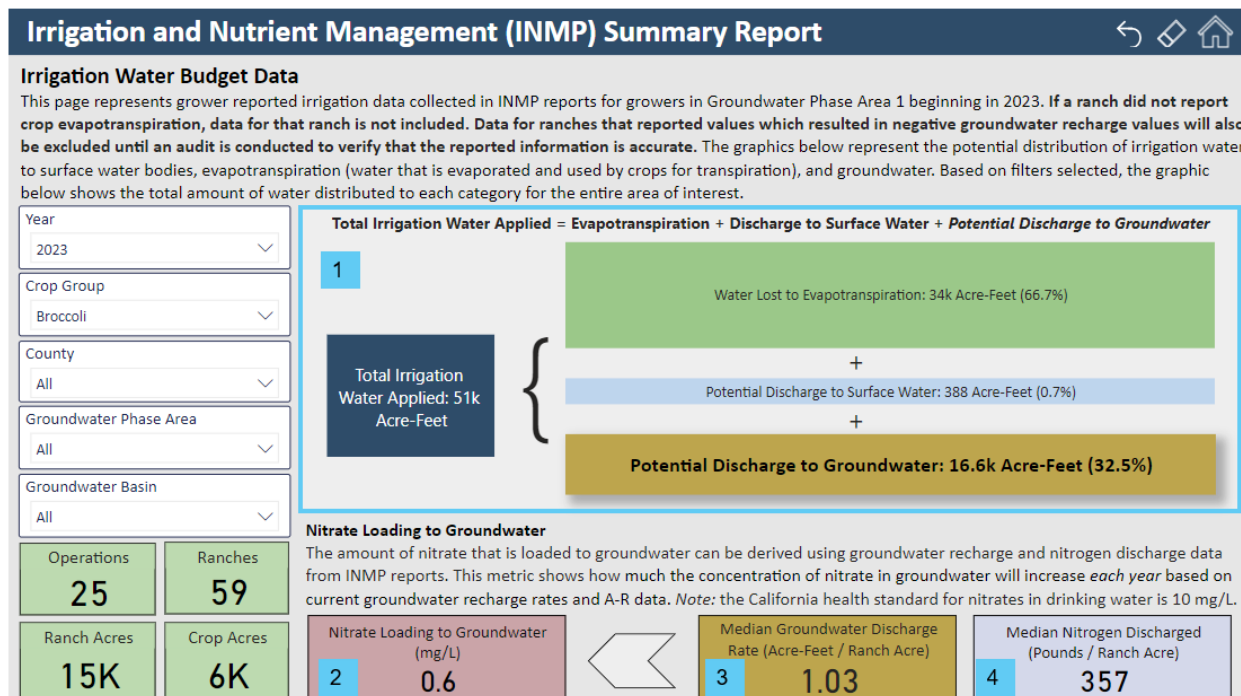 Irrigation and Nutrient Management (INMP) Summary Report
Irrigation Water Budget Data
This page represents grower reported irrigation data collected in INMP reports for growers in Groundwater Phase Area 1 beginning in 2023. If a ranch did not report
crop evapotranspiration, data for that ranch is not included. Data for ranches that reported values which resulted in negative groundwater recharge values will also
be excluded until an audit is conducted to verify that the reported information is accurate. The graphics below represent the potential distribution of irrigation water
to surface water bodies, evapotranspiration (water that is evaporated and used by crops for transpiration), and groundwater. Based on filters selected, the graphic
below shows the total amount of water distributed to each category for the entire area of interest.
Year
2023
Crop Group
Broccoli
County
All
Groundwater Phase Area
All
Groundwater Basin
All
Operations
25
Ranches
59
Ranch Acres
15K
Crop Acres
6K
Total Irrigation Water Applied = Evapotranspiration + Discharge to Surface Water + Potential Discharge to Groundwater
1
Total Irrigation
Water Applied: 51k
Acre-Feet
{
Water Lost to Evapotranspiration: 34k Acre-Feet (66.7%)
+
Potential Discharge to Surface Water: 388 Acre-Feet (0.7%)
+
Potential Discharge to Groundwater: 16.6k Acre-Feet (32.5%)
Nitrate Loading to Groundwater
The amount of nitrate that is loaded to groundwater can be derived using groundwater recharge and nitrogen discharge data
from INMP reports. This metric shows how much the concentration of nitrate in groundwater will increase each year based on
current groundwater recharge rates and A-R data. Note: the California health standard for nitrates in drinking water is 10 mg/L.
Nitrate Loading to Groundwater
(mg/L)
2
0.6
Median Groundwater Discharge
Rate (Acre-Feet / Ranch Acre)
3
1.03
Median Nitrogen Discharged
(Pounds / Ranch Acre)
4
357